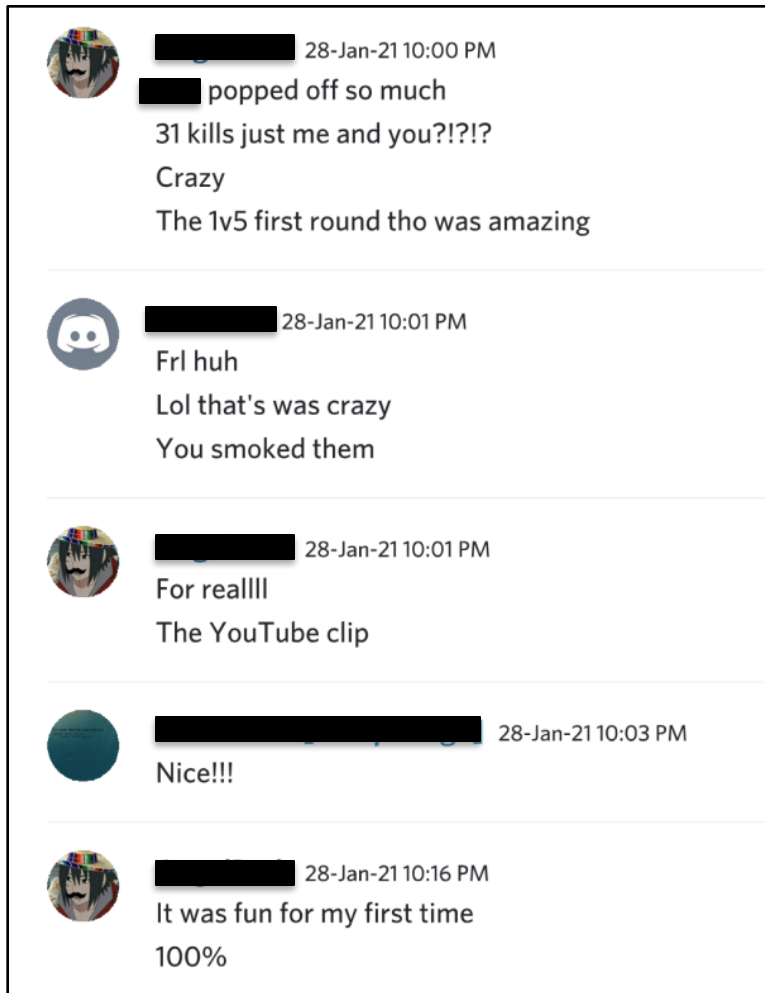 28-Jan-21 10:00 PM
popped off so much
31 kills just me and you?!?!?
Crazy
The 1v5 first round tho was amazing
28-Jan-21 10:01 PM
Frl huh
Lol that's was crazy
You smoked them
28-Jan-21 10:01 PM
For reallll
The YouTube clip
28-Jan-21 10:03 PM
Nice!!!
28-Jan-21 10:16 PM
It was fun for my first time
100%